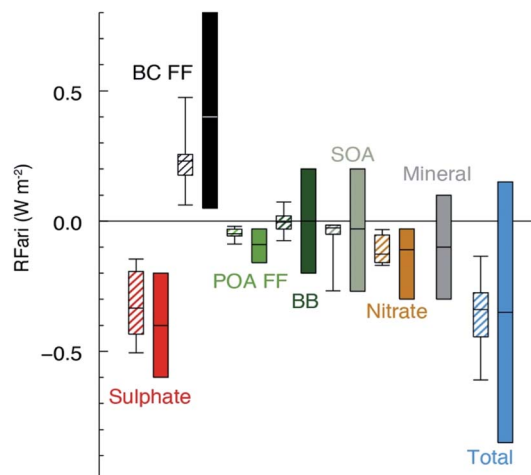 BC FF
0.5
SOA
Mineral
RFari (W m-2)
0.0
POA FF
BB
Nitrate
−0.5
Sulphate
Total